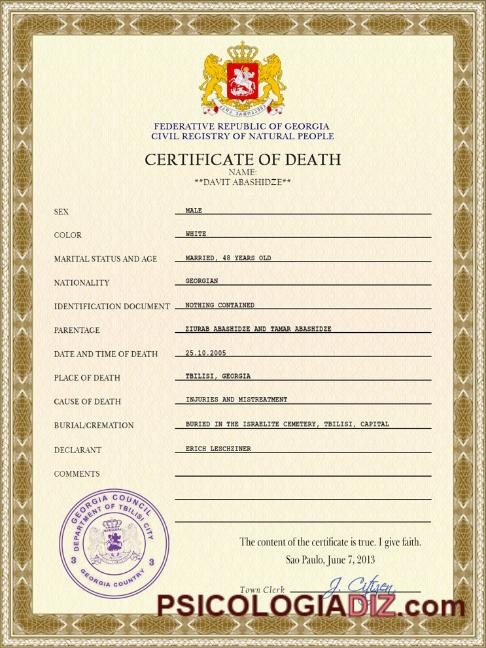 FEDERATIVE REPUBLIC OF GEORGIA
CIVIL REGISTRY OF NATURAL PEOPLE
CERTIFICATE OF DEATH
NAME:
**DAVIT ABASHIDZE**
SEX MALE
COLOR WHITE
MARITAL STATUS AND AGE MARRIED, 48 YEARS OLD
NATIONALITY GEORGIAN
IDENTIFICATION DOCUMENT NOTHING CONTAINED
PARENTAGE ZIURAB ABASHIDZE AND TAMAR ABASHIDZE
DATE AND TIME OF DEATH 25.10.2005
PLACE OF DEATH TBILISI, GEORGIA
CAUSE OF DEATH INJURIES AND MISTREATMENT
BURIAL/CREMATION BURIED IN THE ISRAELITE CEMETERY, TBILISI, CAPITAL
DECLARANT ERICH LESCHZINER
COMMENTS
GEORGIA COUNCIL
DEPARTMENT OF TBILISI CITY
3 3
GEORGIA COUNTRY
The content of the certificate is true. I give faith.
Sao Paulo, June 7, 2013
Town Clerk J. Citizen
PSICOLOGIADIZ.com